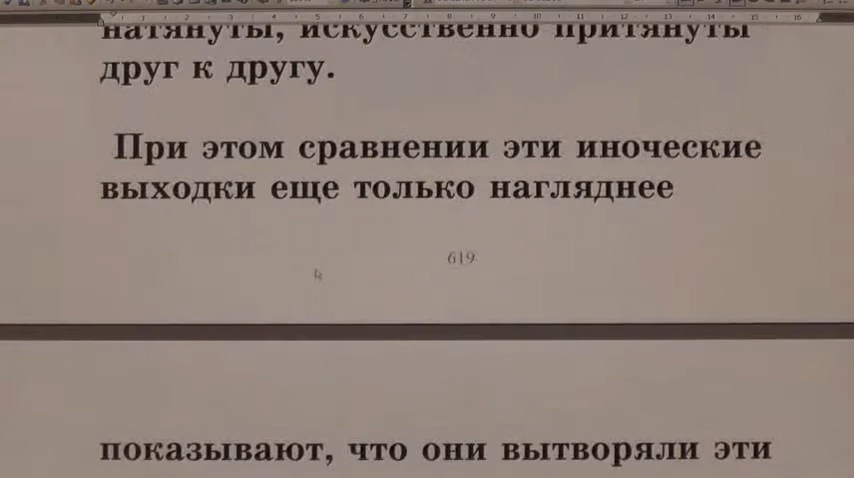 натянуты, искусственно притянуты
друг к другу.
При этом сравнении эти иноческие
выходки еще только нагляднее
619
показывают, что они вытворяли эти